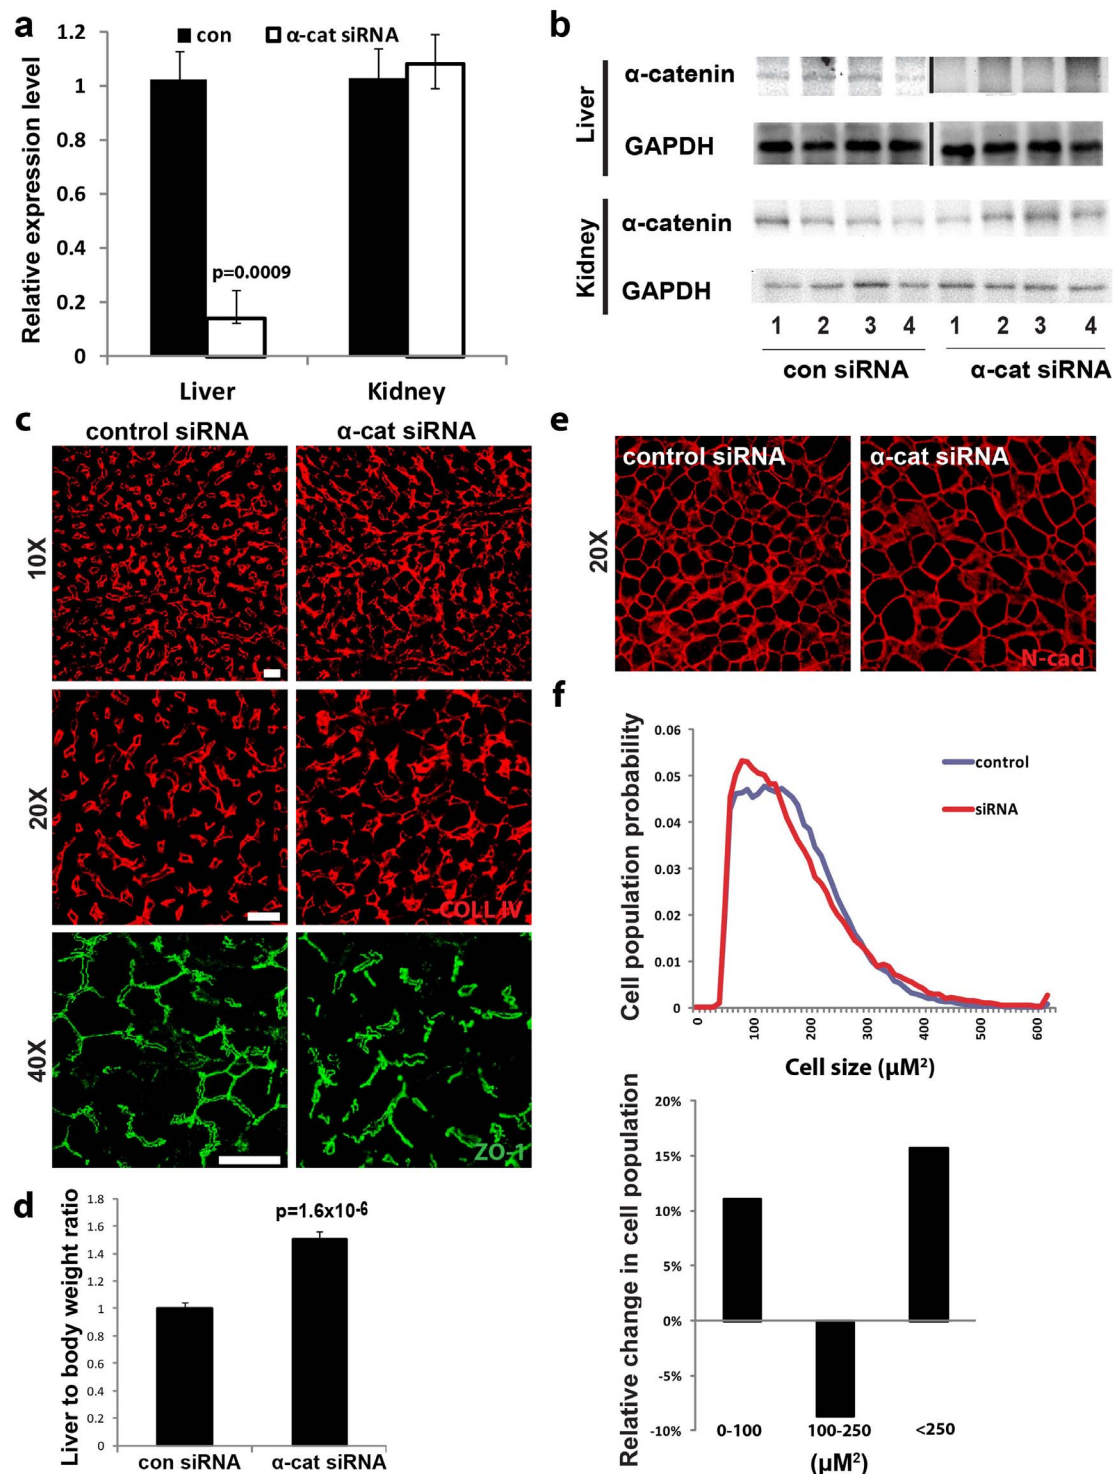 a
con α-cat siRNA
Relative expression level
1.2
1
0.8
0.6
0.4
0.2
0
p=0.0009
Liver Kidney
b
Liver
α-catenin
GAPDH
Kidney
α-catenin
GAPDH
1 2 3 4 1 2 3 4
con siRNA α-cat siRNA
c
control siRNA α-cat siRNA
10X
20X
COLL IV
40X
ZO-1
d
Liver to body weight ratio
1.8
1.6
1.4
1.2
1
0.8
0.6
0.4
0.2
0
p=1.6x10-6
con siRNA α-cat siRNA
e
20X
control siRNA α-cat siRNA
N-cad
f
Cell population probability
0.06
0.05
0.04
0.03
0.02
0.01
0
control
siRNA
0 100 200 300 400 500 600
Cell size (μM²)
Relative change in cell population
20%
15%
10%
5%
0%
-5%
-10%
0-100 100-250 <250
(μM²)